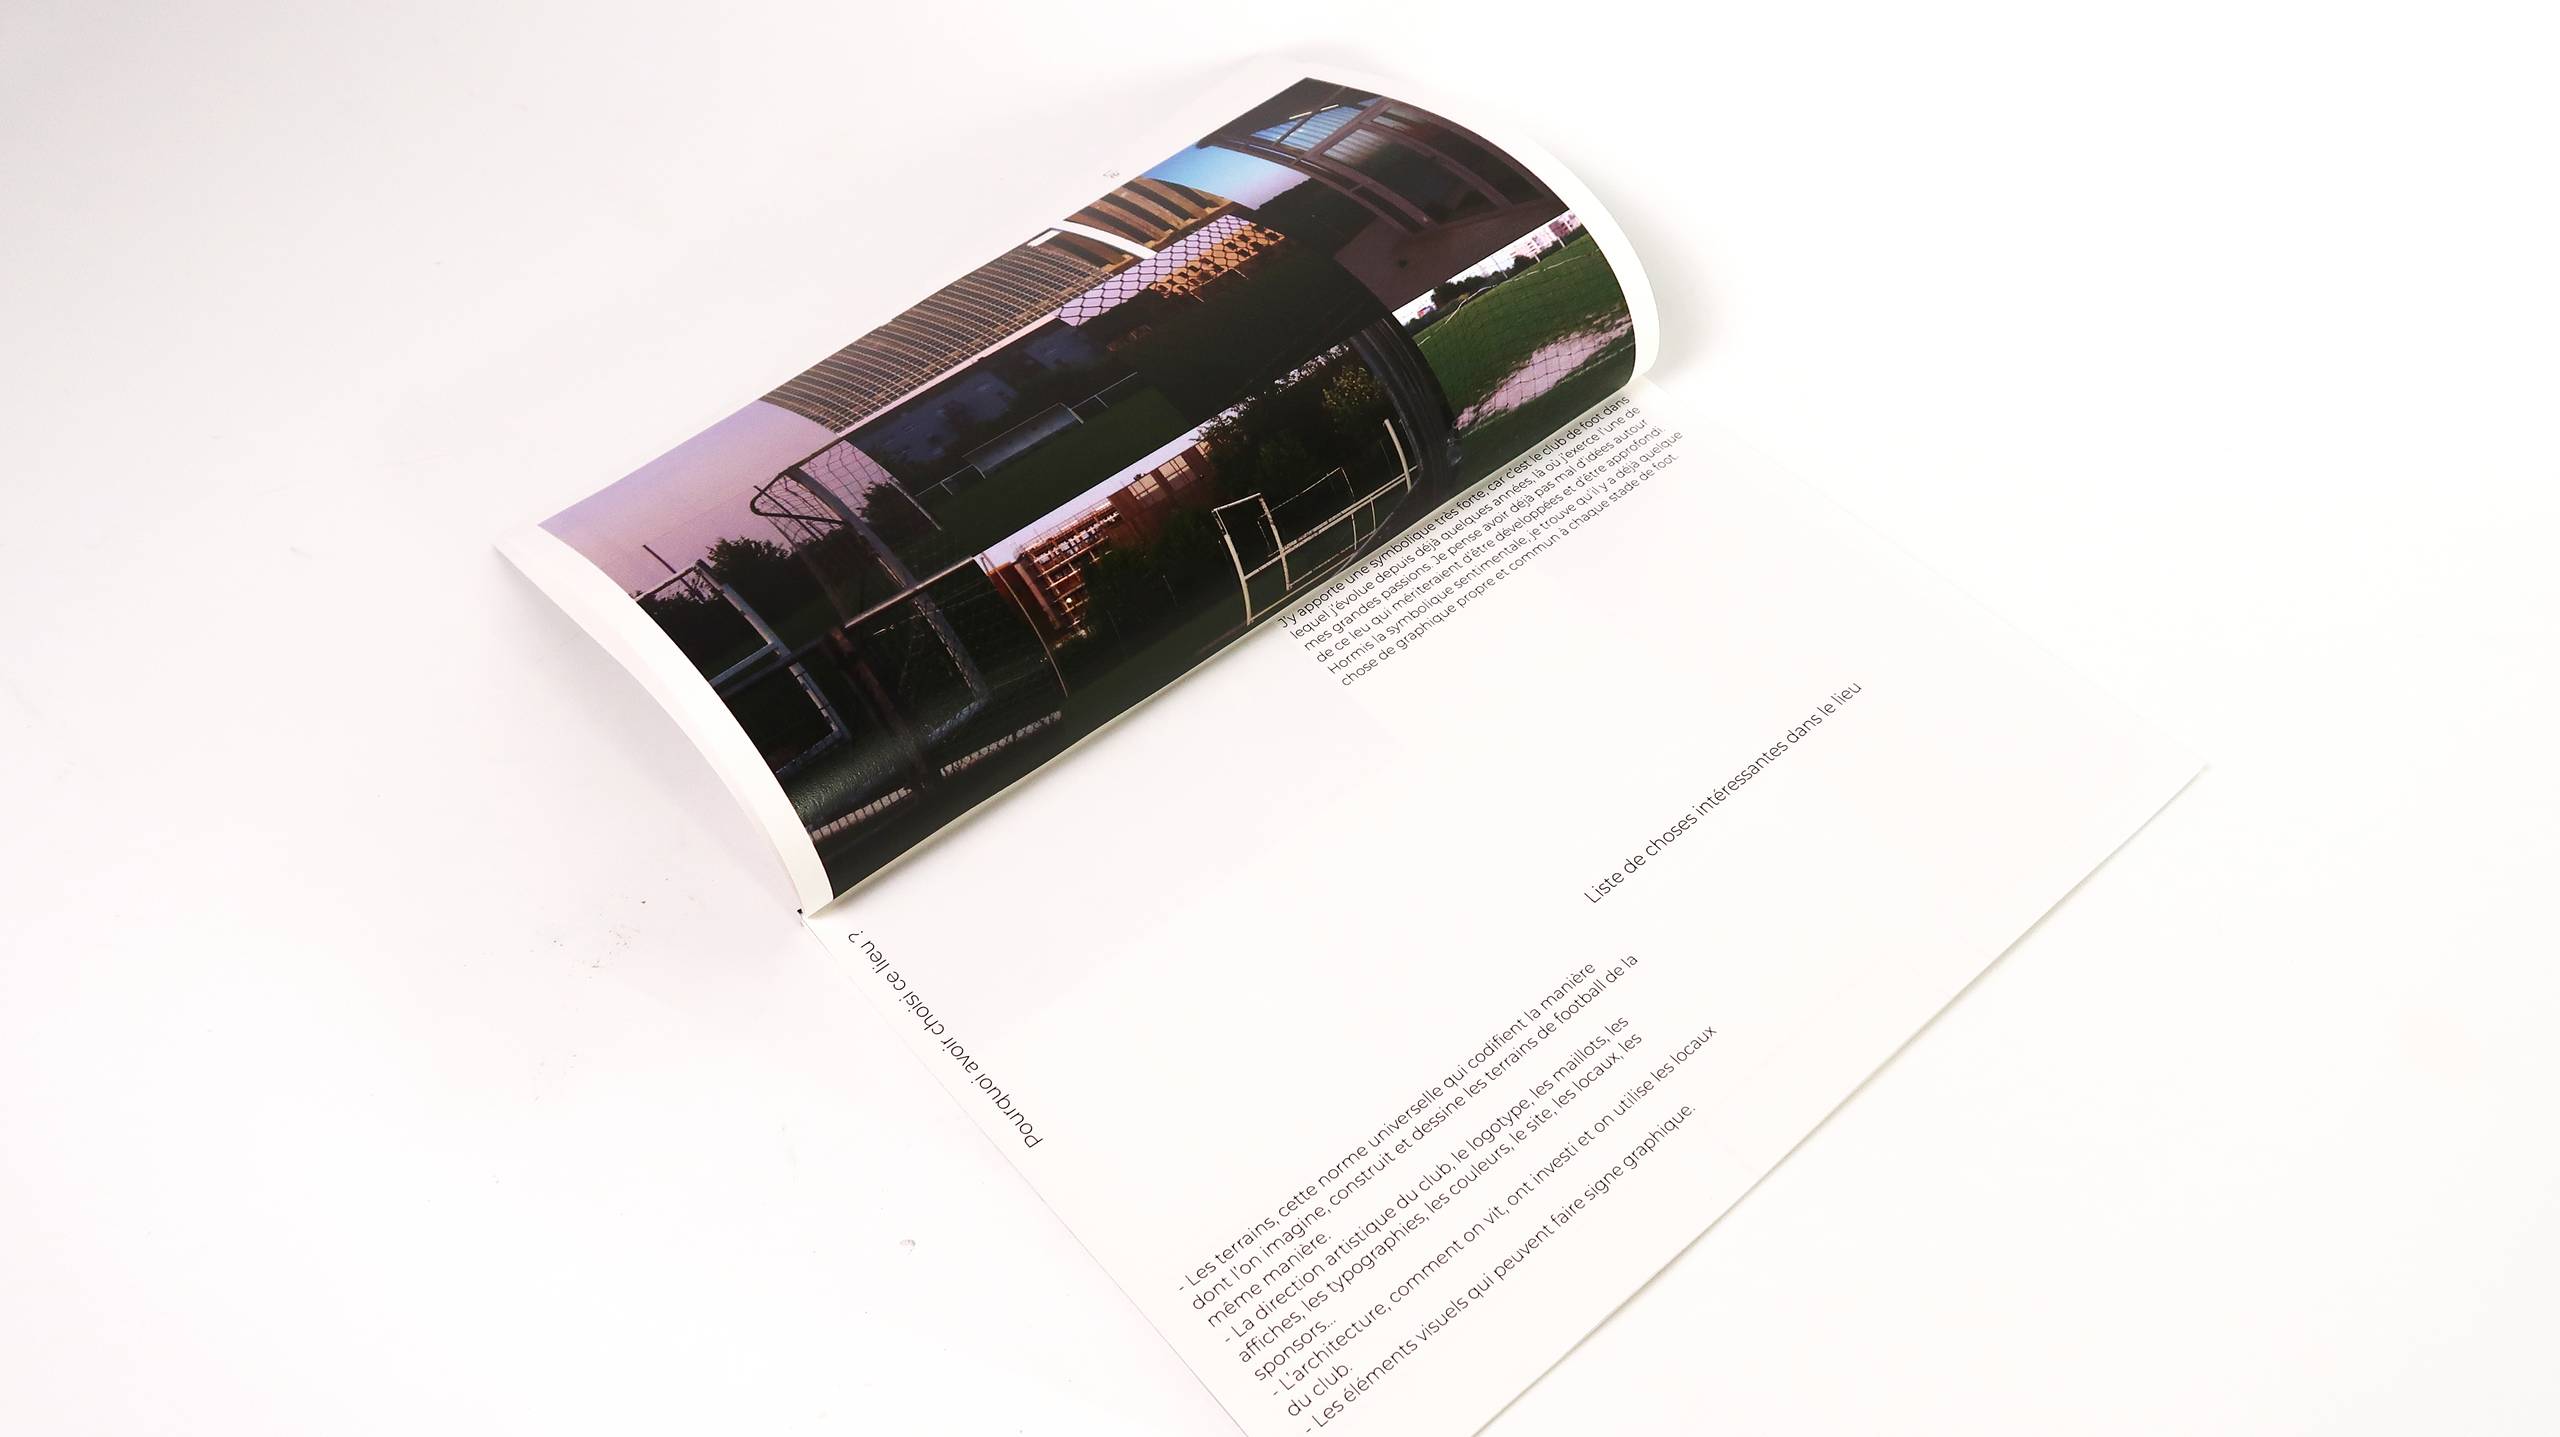 Pourquoi avoir choisi ce lieu ?
J'y apporte une symbolique très forte, car c'est le club de foot dans
lequel j'évolue depuis déjà quelques années, là où j'exerce l'une de
mes grandes passions. Je pense avoir déjà pas mal d'idées autour
de ce leu qui mériteraient d'être développées et d'être approfondi.
Hormis la symbolique sentimentale, je trouve qu'il y a déjà quelque
chose de graphique propre et commun à chaque stade de foot.
Liste de choses intéressantes dans le lieu
- Les terrains, cette norme universelle qui codifient la manière
dont l'on imagine, construit et dessine les terrains de football de la
même manière.
- La direction artistique du club, le logotype, les maillots, les
affiches, les typographies, les couleurs, le site, les locaux, les
sponsors...
- L'architecture, comment on vit, ont investi et on utilise les locaux
du club.
- Les éléments visuels qui peuvent faire signe graphique.